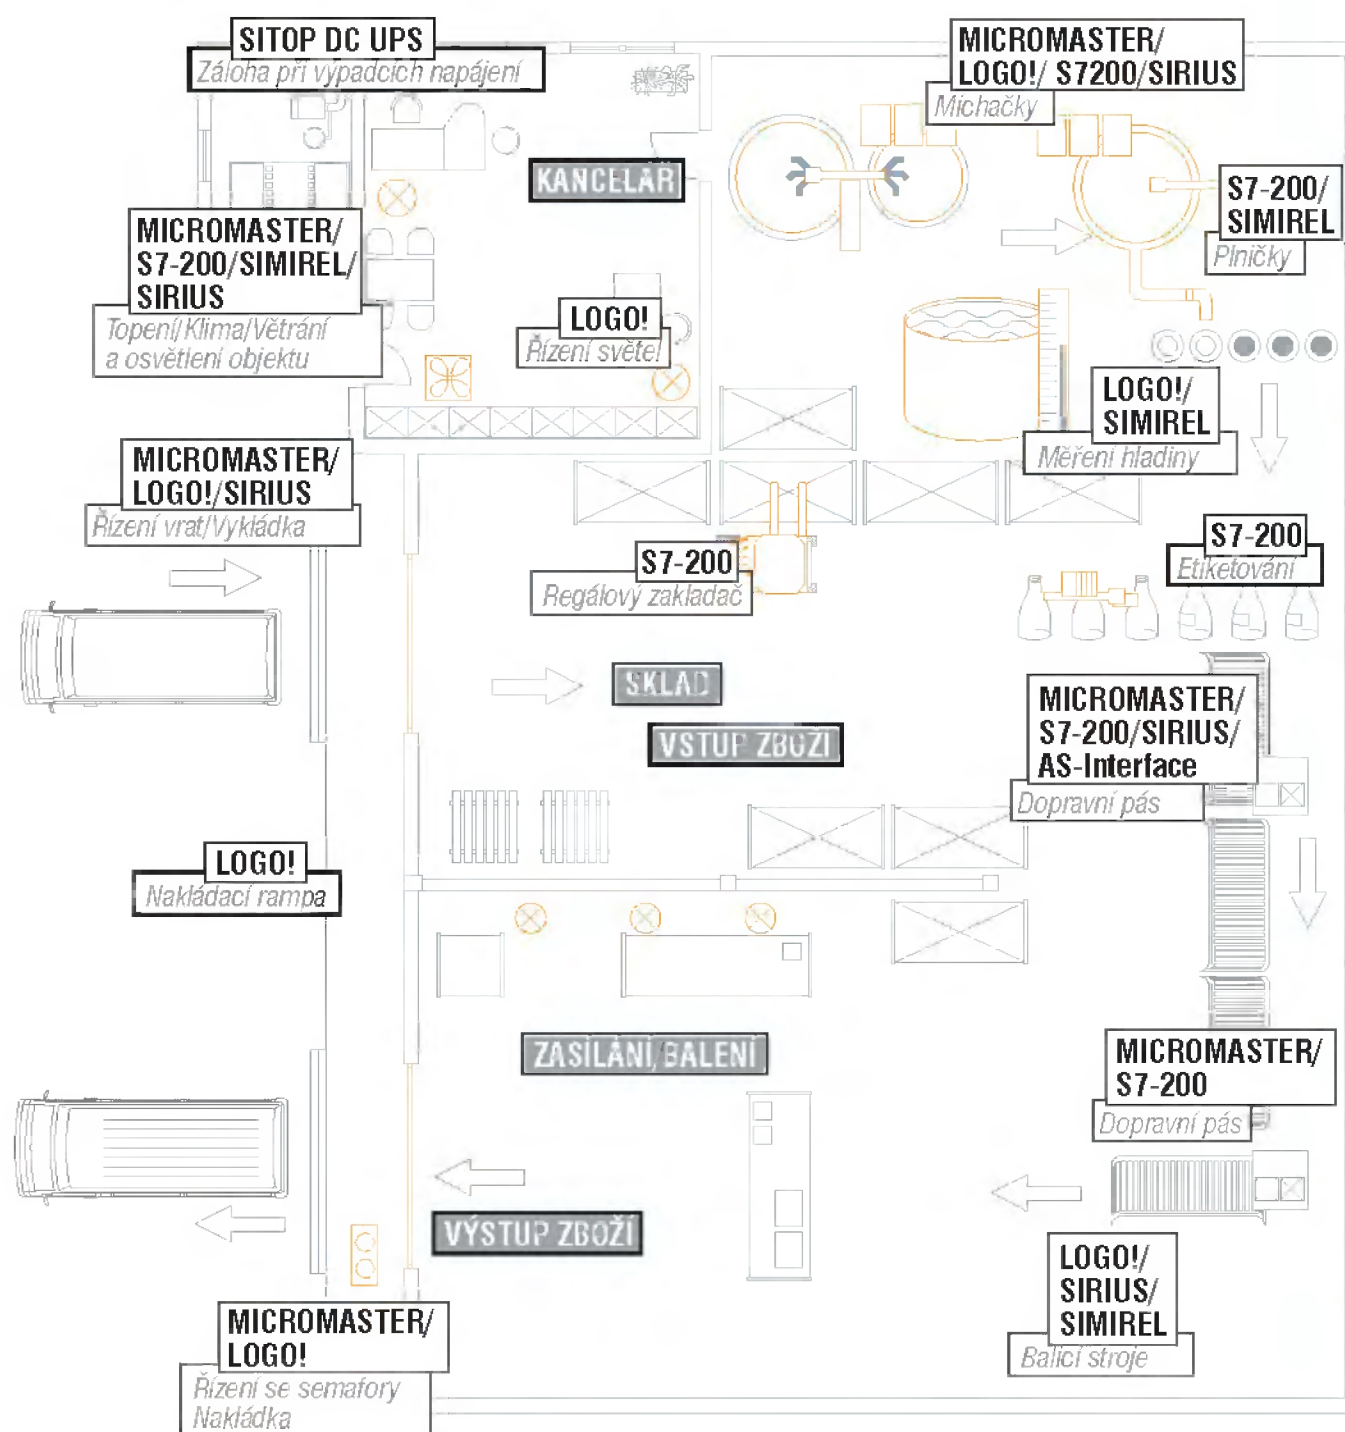 SITOP DC UPS
Záloha při výpadcích napájení
MICROMASTER/
LOGO!/ S7200/SIRIUS
Míchačky
KANCELÁŘ
S7-200/
SIMIREL
Plničky
MICROMASTER/
S7-200/SIMIREL/
SIRIUS
Topení/Klima/Větrání
a osvětlení objektu
LOGO!
Řízení světel
LOGO!/
SIMIREL
Měření hladiny
MICROMASTER/
LOGO!/SIRIUS
Řízení vrat/Vykládka
S7-200
Regálový zakladač
S7-200
Etiketování
SKLAD
VSTUP ZBOŽÍ
MICROMASTER/
S7-200/SIRIUS/
AS-Interface
Dopravní pás
LOGO!
Nakládací rampa
ZASÍLÁNÍ/BALENÍ
MICROMASTER/
S7-200
Dopravní pás
VÝSTUP ZBOŽÍ
LOGO!/
SIRIUS/
SIMIREL
Balicí stroje
MICROMASTER/
LOGO!
Řízení se semafory
Nakládka